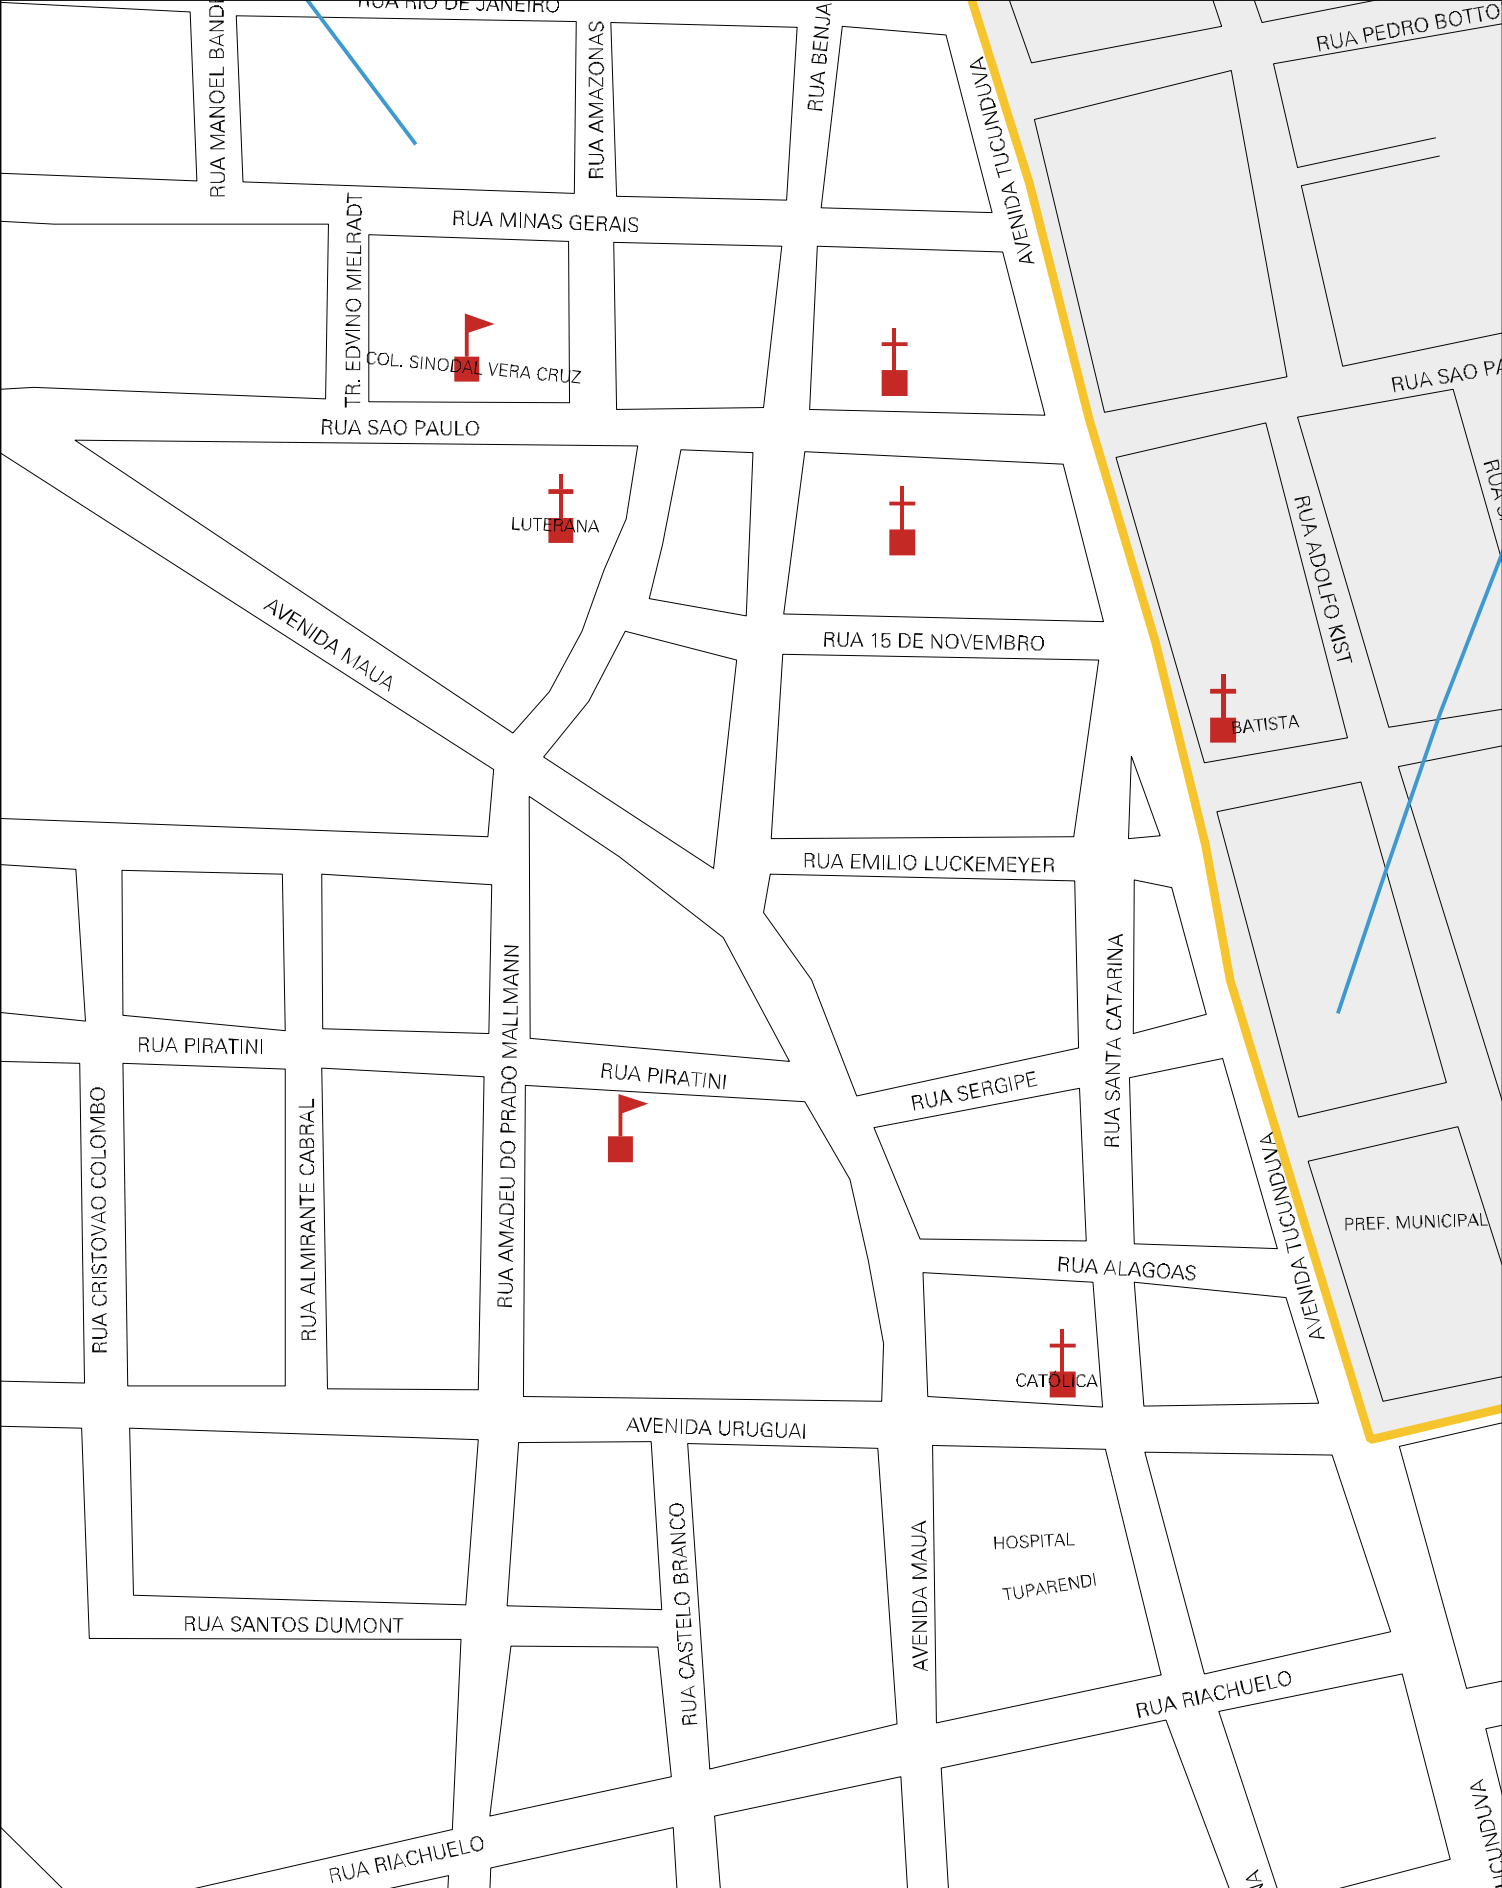 RUA RIO DE JANEIRO
RUA MANOEL
RUA AMAZONAS
RUA
AVENIDA TUCUNDUVA
RUA PEDRO
RUA MINAS GERAIS
TR. EDVINO MIELRADT
COL. SINODAL VERA CRUZ
RUA SAO
RUA SAO PAULO
LUTERANA
RUA ADOLFO KIST
RUA
AVENIDA MAUA
RUA 15 DE NOVEMBRO
BATISTA
RUA EMILIO LUCKEMEYER
RUA AMADEU DO PRADO MALLMANN
RUA SANTA CATARINA
RUA PIRATINI
RUA PIRATINI
RUA SERGIPE
RUA CRISTOVAO COLOMBO
RUA ALMIRANTE CABRAL
AVENIDA TUCUNDUVA
PREF. MUNICIPAL
RUA ALAGOAS
CATÓLICA
AVENIDA URUGUAI
RUA CASTELO BRANCO
AVENIDA MAUA
HOSPITAL
TUPARENDI
RUA SANTOS DUMONT
RUA RIACHUELO
RUA RIACHUELO